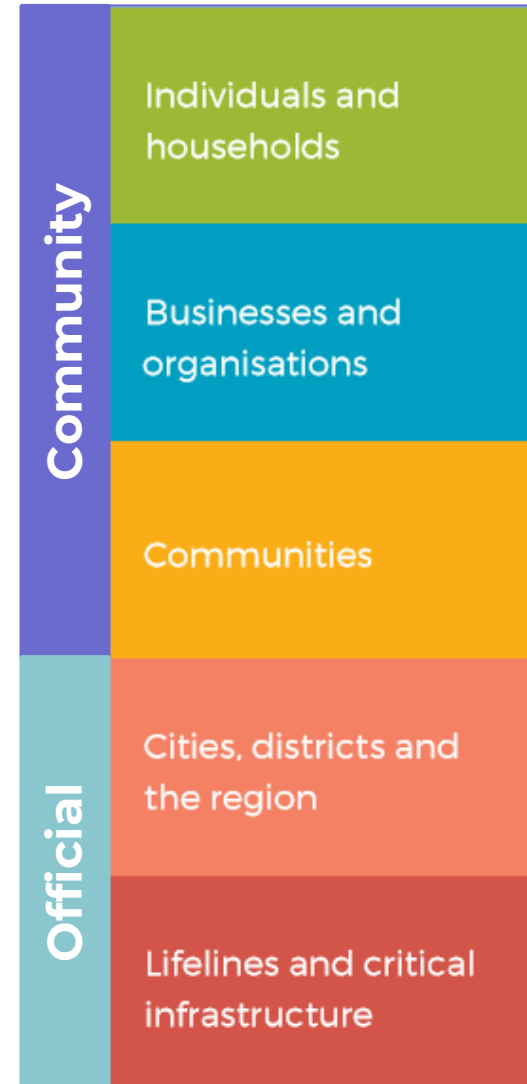 Community
Individuals and
households
Businesses and
organisations
Communities
Official
Cities, districts and
the region
Lifelines and critical
infrastructure